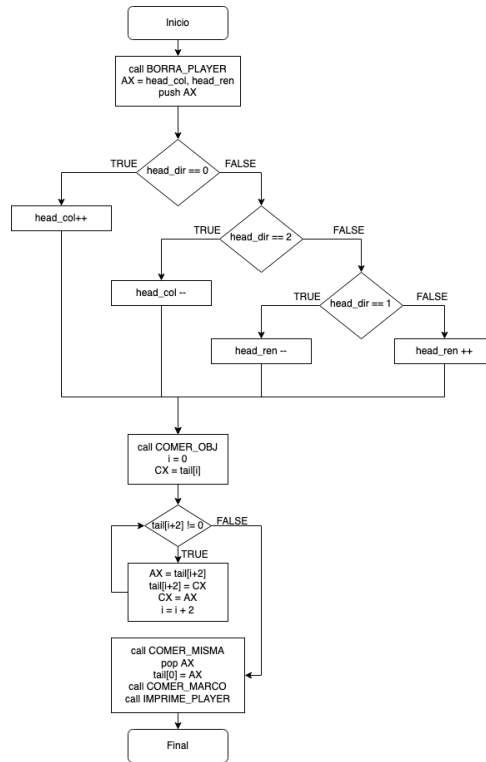 Inicio
call BORRA_PLAYER
AX = head_col, head_ren
push AX
head_dir == 0
TRUE
FALSE
head_col++
head_dir == 2
TRUE
FALSE
head_col --
head_dir == 1
TRUE
FALSE
head_ren --
head_ren ++
call COMER_OBJ
i = 0
CX = tail[i]
tail[i+2] != 0
FALSE
TRUE
AX = tail[i+2]
tail[i+2] = CX
CX = AX
i = i + 2
call COMER_MISMA
pop AX
tail[0] = AX
call COMER_MARCO
call IMPRIME_PLAYER
Final